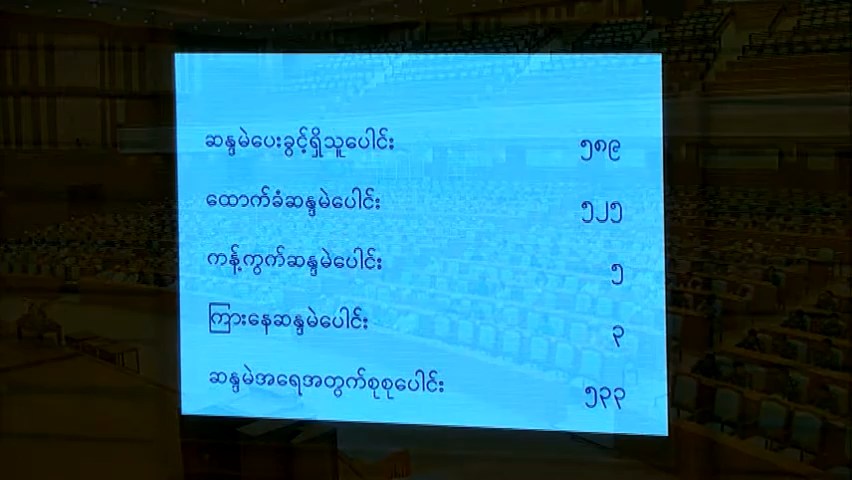 ဆန္ဒမဲပေးခွင့်ရှိသူပေါင်း ၅၈၉
ထောက်ခံဆန္ဒမဲပေါင်း ၅၂၅
ကန့်ကွက်ဆန္ဒမဲပေါင်း ၅
ကြားနေဆန္ဒမဲပေါင်း ၃
ဆန္ဒမဲအရေအတွက်စုစုပေါင်း ၅၃၃